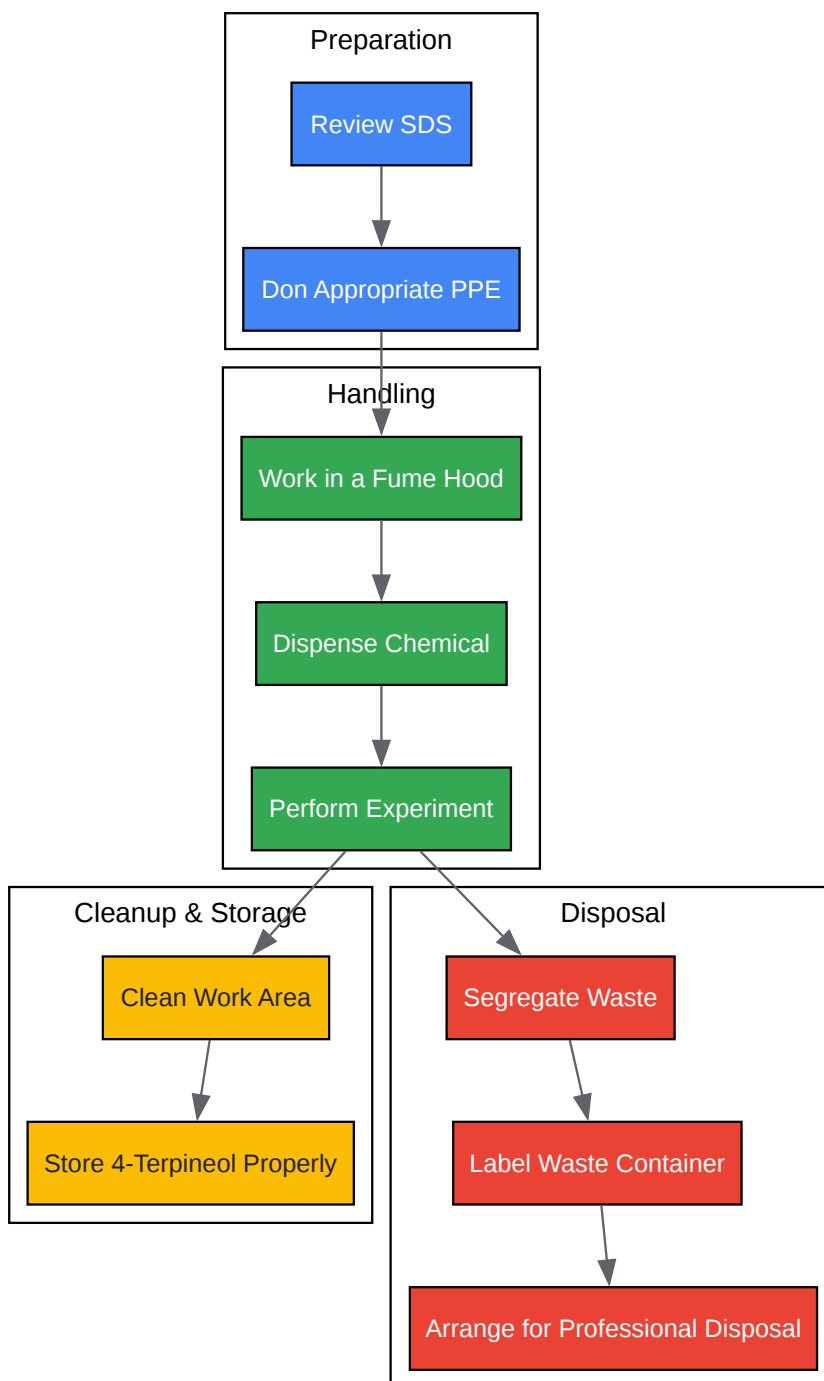 Preparation
Review SDS
Don Appropriate PPE
Handling
Work in a Fume Hood
Dispense Chemical
Perform Experiment
Cleanup & Storage
Clean Work Area
Store 4-Terpineol Properly
Disposal
Segregate Waste
Label Waste Container
Arrange for Professional Disposal